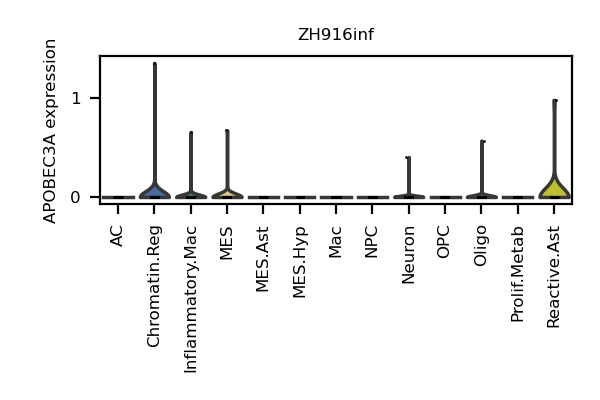 ZH916inf
APOBEC3A expression
1
0
AC
Chromatin.Reg
Inflammatory.Mac
MES
MES.Ast
MES.Hyp
Mac
NPC
Neuron
OPC
Oligo
Prolif.Metab
Reactive.Ast